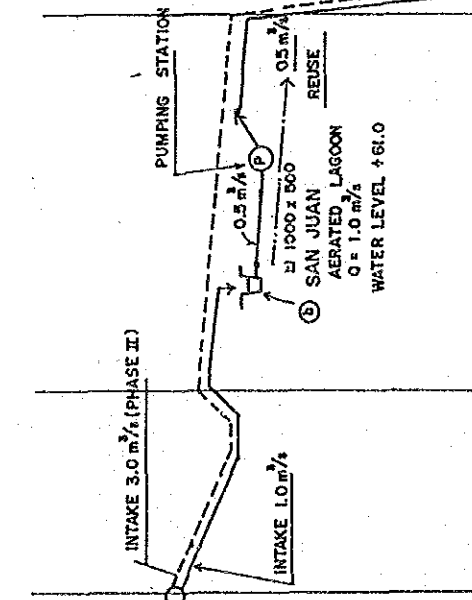 INTAKE 3.0 m³/s (PHASE II)
INTAKE 1.0 m³/s
PUMPING STATION
P
0.5 m³/s
1000 x 500
0.5 m³/s
REUSE
b
SAN JUAN
AERATED LAGOON
Q = 1.0 m³/s
WATER LEVEL +61.0